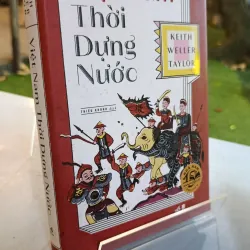 Thời
Dựng
Nước
KEITH
WELLER
TAYLOR
Việt Nam Thời Dựng Nước